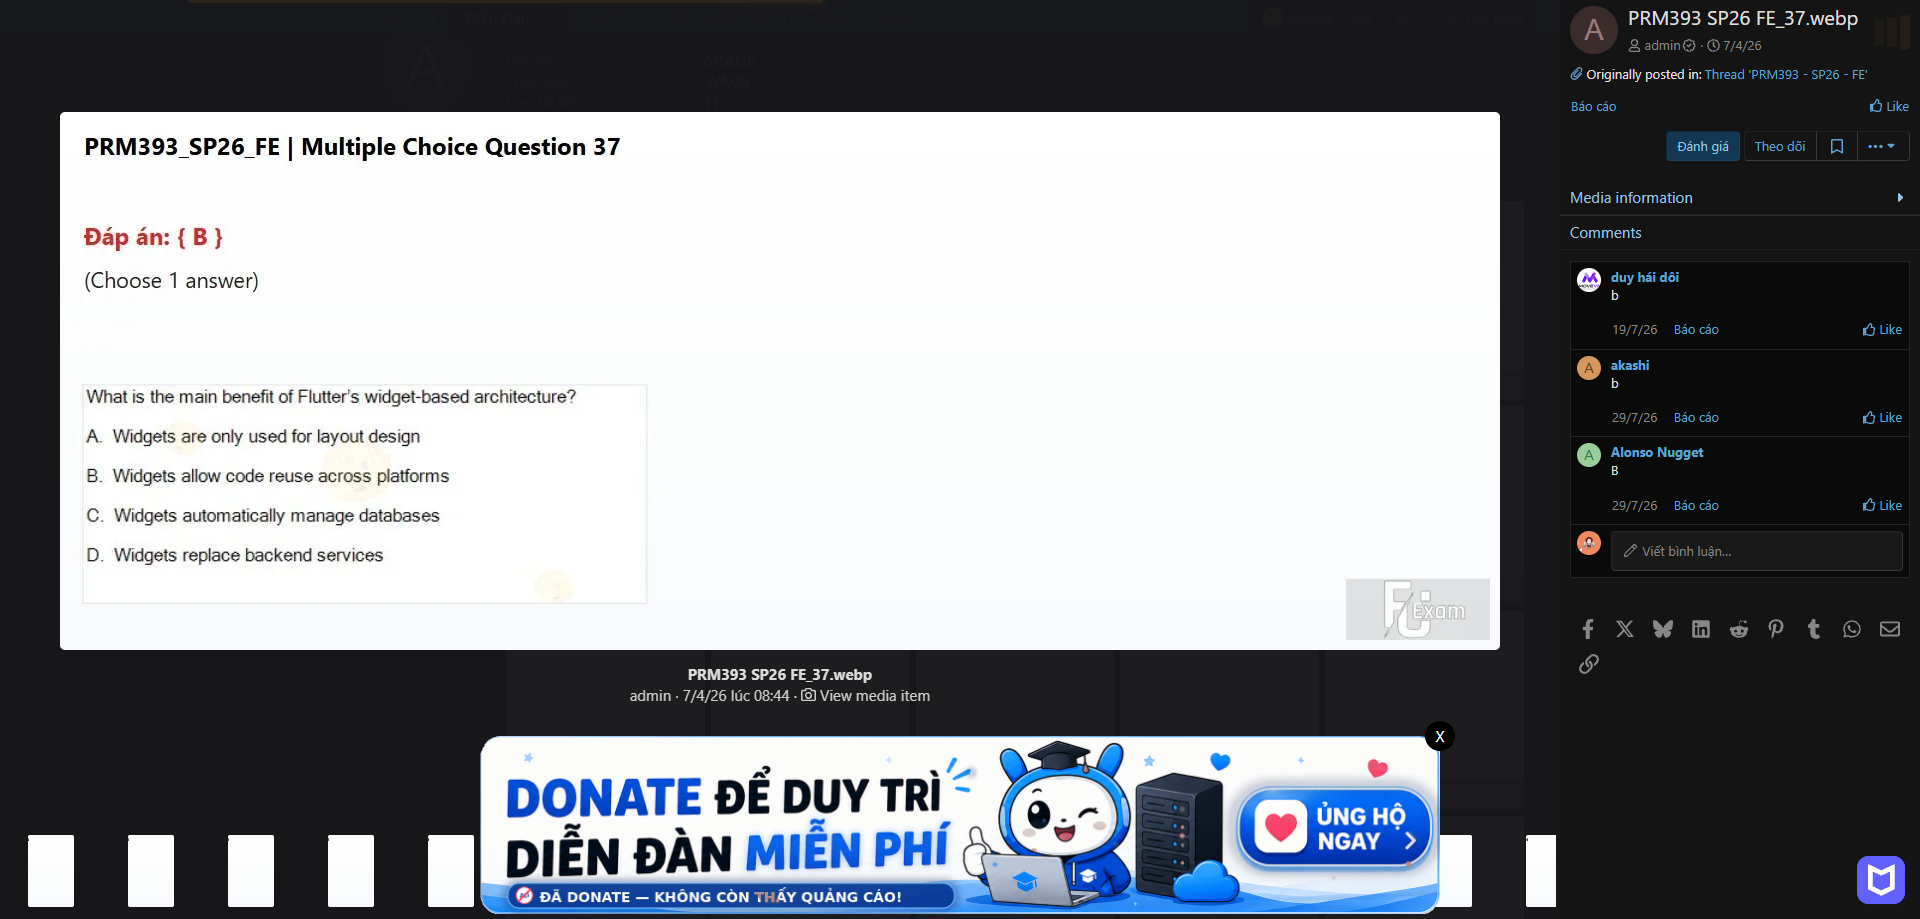 PRM393_SP26_FE | Multiple Choice Question 37
Đáp án: { B }
(Choose 1 answer)
What is the main benefit of Flutter's widget-based architecture?
A. Widgets are only used for layout design
B. Widgets allow code reuse across platforms
C. Widgets automatically manage databases
D. Widgets replace backend services
FU Exam
PRM393 SP26 FE_37.webp
admin · 7/4/26 lúc 08:44 · View media item
X
DONATE ĐỂ DUY TRÌ
DIỄN ĐÀN MIỄN PHÍ
ĐÃ DONATE — KHÔNG CÒN THẤY QUẢNG CÁO!
ỦNG HỘ
NGAY
A
PRM393 SP26 FE_37.webp
admin · 7/4/26
Originally posted in: Thread 'PRM393 - SP26 - FE'
Báo cáo
Like
Đánh giá
Theo dõi
Media information
Comments
duy hái dôi
b
19/7/26 Báo cáo Like
A
akashi
b
29/7/26 Báo cáo Like
A
Alonso Nugget
B
29/7/26 Báo cáo Like
Viết bình luận...